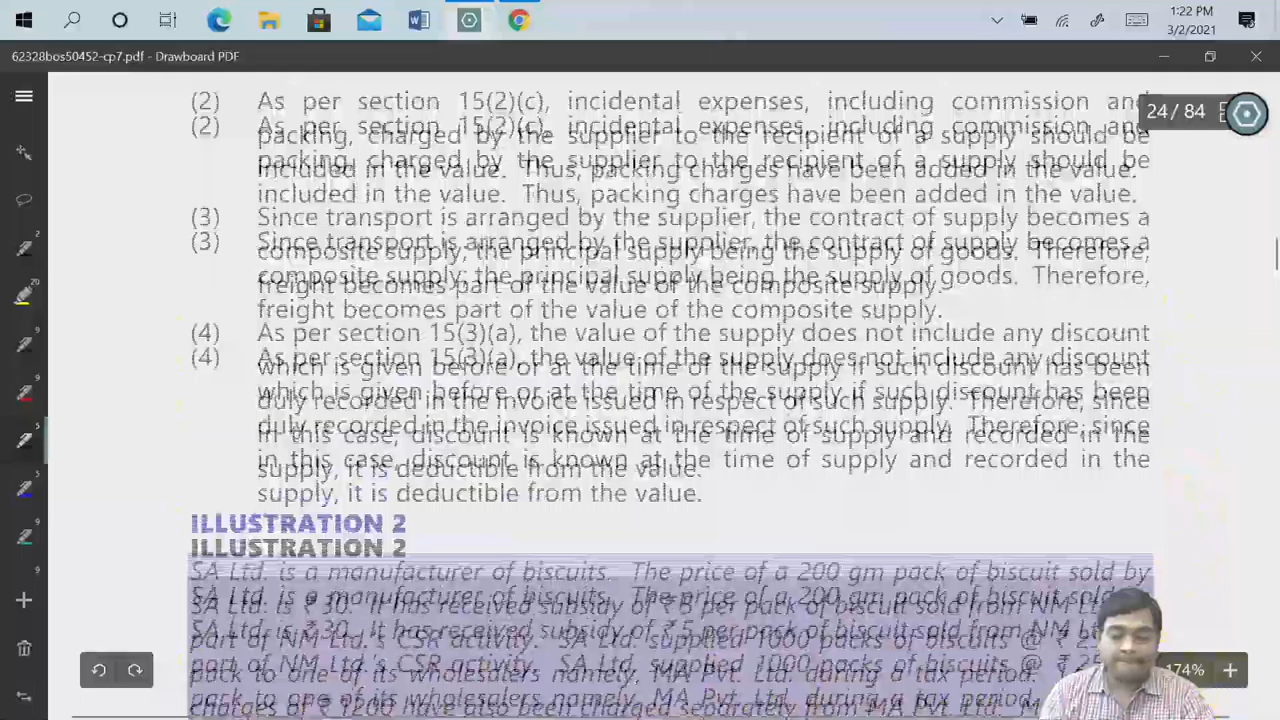 1:22 PM
3/2/2021
62328bos50452-cp7.pdf - Drawboard PDF
24 / 84
(2) As per section 15(2)(c), incidental expenses, including commission and
packing, charged by the supplier to the recipient of a supply should be
included in the value. Thus, packing charges have been added in the value.
(3) Since transport is arranged by the supplier, the contract of supply becomes a
composite supply, the principal supply being the supply of goods. Therefore,
freight becomes part of the value of the composite supply.
(4) As per section 15(3)(a), the value of the supply does not include any discount
which is given before or at the time of the supply if such discount has been
duly recorded in the invoice issued in respect of such supply. Therefore, since
in this case, discount is known at the time of supply and recorded in the
supply, it is deductible from the value.
ILLUSTRATION 2
SA Ltd. is a manufacturer of biscuits. The price of a 200 gm pack of biscuit sold by
SA Ltd. is ₹ 30. It has received subsidy of ₹ 5 per pack of biscuit sold from NM
part of NM Ltd.'s CSR activity. SA Ltd. supplied 1000 packs of biscuits @ ₹
pack to one of its wholesalers namely, MA Pvt. Ltd. during a tax period.
charges of ₹ 1200 have also been charged separately from MA Pvt. Ltd.
174%